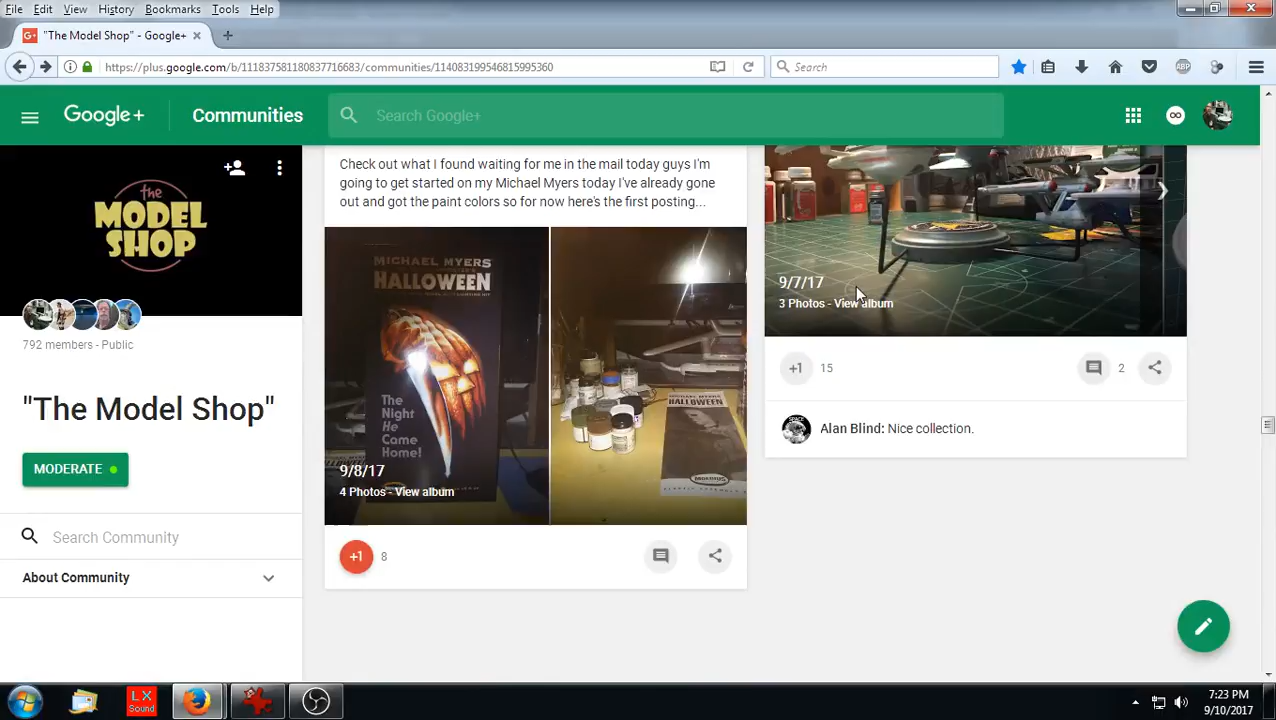 File Edit View History Bookmarks Tools Help
"The Model Shop" - Google+
https://plus.google.com/b/111837581180837716683/communities/114083199546815995360
Search
ABP
Google+
Communities
Search Google+
the
MODEL
SHOP
792 members - Public
"The Model Shop"
MODERATE
Search Community
About Community
Check out what I found waiting for me in the mail today guys I'm
going to get started on my Michael Myers today I've already gone
out and got the paint colors so for now here's the first posting...
MICHAEL MYERS
HALLOWEEN
The
Night
He
Came
Home!
MICHAEL MYERS
HALLOWEEN
MOEBIUS
9/8/17
4 Photos - View album
+1 8
9/7/17
3 Photos - View album
+1 15
2
Alan Blind: Nice collection.
LX
Sound
7:23 PM
9/10/2017